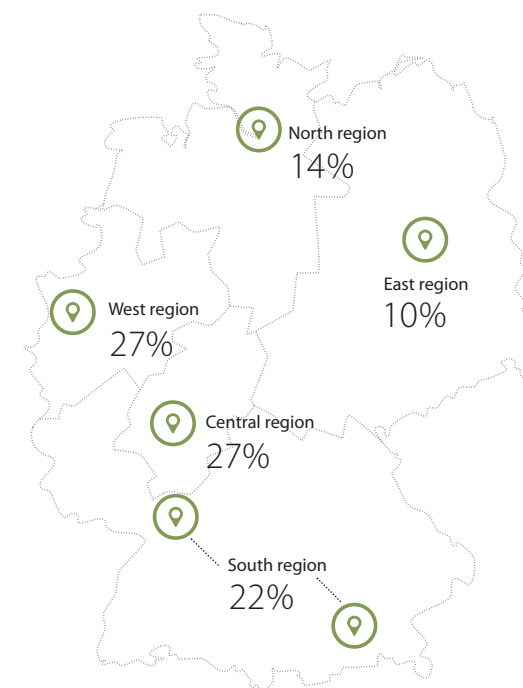 North region
14%
East region
10%
West region
27%
Central region
27%
South region
22%